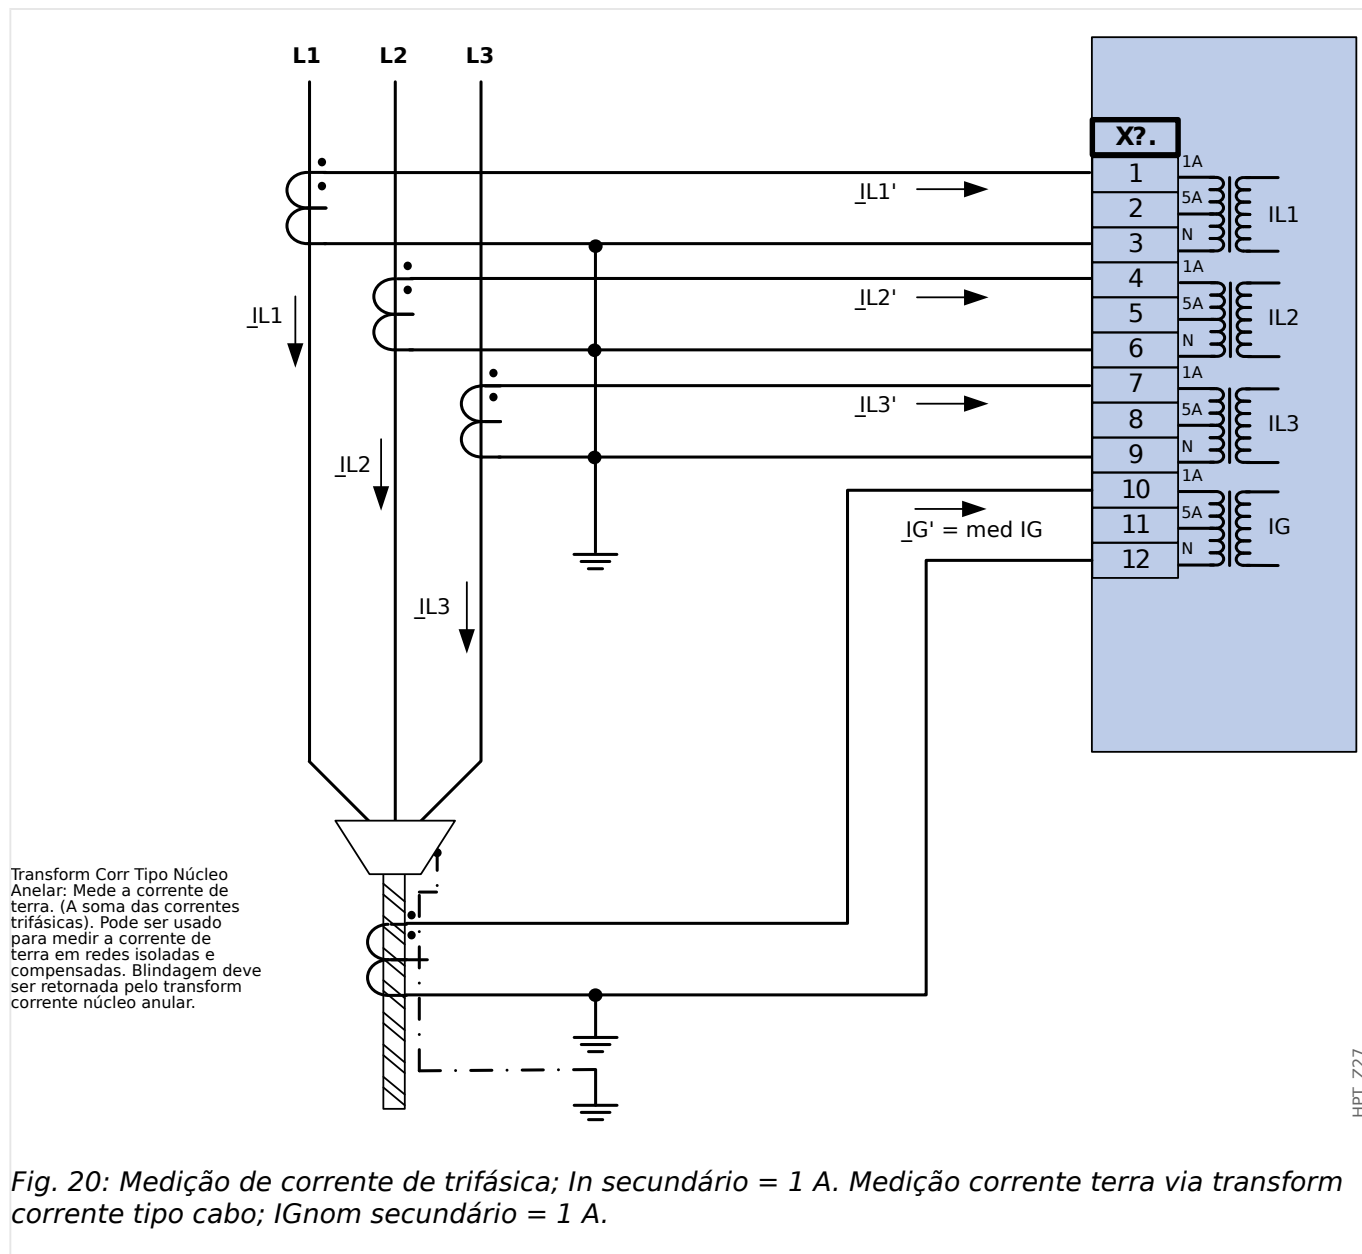 L1 L2 L3
X?.
1 1A
2 5A IL1
3 N
4 1A
5 5A IL2
6 N
7 1A
8 5A IL3
9 N
10 1A
11 5A IG
12 N
_IL1'
_IL2'
_IL3'
_IG' = med IG
_IL1
_IL2
_IL3
Transform Corr Tipo Núcleo
Anelar: Mede a corrente de
terra. (A soma das correntes
trifásicas). Pode ser usado
para medir a corrente de
terra em redes isoladas e
compensadas. Blindagem deve
ser retornada pelo transform
corrente núcleo anular.
HPT_Z27
Fig. 20: Medição de corrente de trifásica; In secundário = 1 A. Medição corrente terra via transform
corrente tipo cabo; IGnom secundário = 1 A.